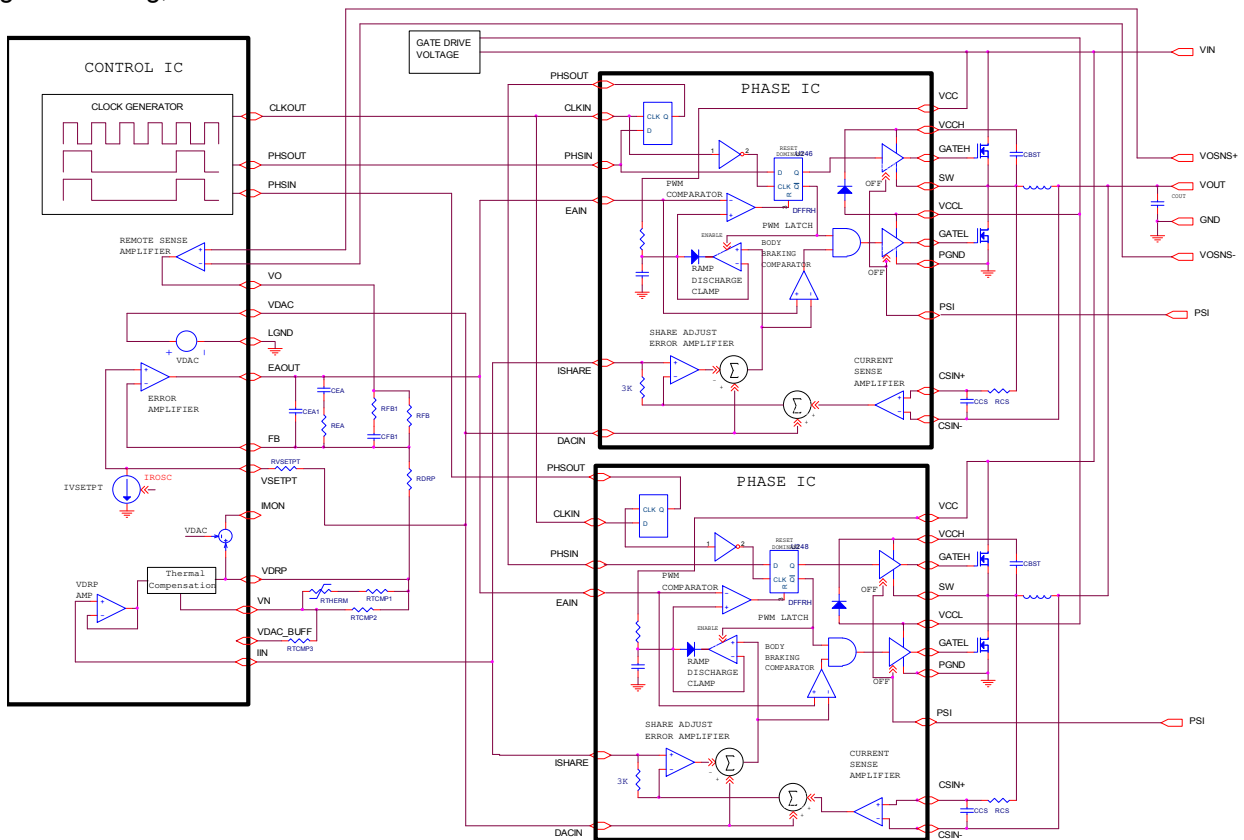 GATE DRIVE
VOLTAGE
VIN
VOSNS+
VOUT
COUT
GND
VOSNS-
PSI
PSI
CONTROL IC
CLOCK GENERATOR
CLKOUT
PHSOUT
PHSIN
REMOTE SENSE
AMPLIFIER
+
−
VO
VDAC
LGND
+
−
VDAC
EAOUT
+
−
ERROR
AMPLIFIER
CEA
CEA1
REA
RFB1
CFB1
RFB
FB
RVSETPT
VSETPT
RDRP
IVSETPT
IROSC
IMON
VDAC
VDRP
Thermal
Compensation
VDRP
AMP
+
−
VN
RTHERM
RTCMP1
RTCMP2
VDAC_BUFF
RTCMP3
IIN
PHASE IC
PHSOUT
CLKIN
PHSIN
EAIN
ISHARE
DACIN
CLK Q
D
1
2
RESET
DOMINANT
U246
D
Q
CLK Q
R
3
DFFRH
PWM
COMPARATOR
−
+
PWM LATCH
ENABLE
−
+
RAMP
DISCHARGE
CLAMP
BODY
BRAKING
COMPARATOR
+
−
OFF
OFF
SHARE ADJUST
ERROR AMPLIFIER
+
−
3K
−
+
+
+
CURRENT
SENSE
AMPLIFIER
+
−
VCC
VCCH
GATEH
SW
VCCL
GATEL
PGND
PSI
CSIN+
CSIN-
CBST
CCS
RCS
PHASE IC
PHSOUT
CLKIN
PHSIN
EAIN
ISHARE
DACIN
CLK Q
D
1
2
RESET
U248
D
Q
CLK Q
R
3
DFFRH
PWM
COMPARATOR
−
+
PWM LATCH
ENABLE
−
+
RAMP
DISCHARGE
CLAMP
BODY
BRAKING
COMPARATOR
+
−
OFF
OFF
SHARE ADJUST
ERROR AMPLIFIER
+
−
3K
−
+
+
+
CURRENT
SENSE
AMPLIFIER
+
−
VCC
VCCH
GATEH
SW
VCCL
GATEL
PGND
PSI
CSIN+
CSIN-
CBST
CCS
RCS